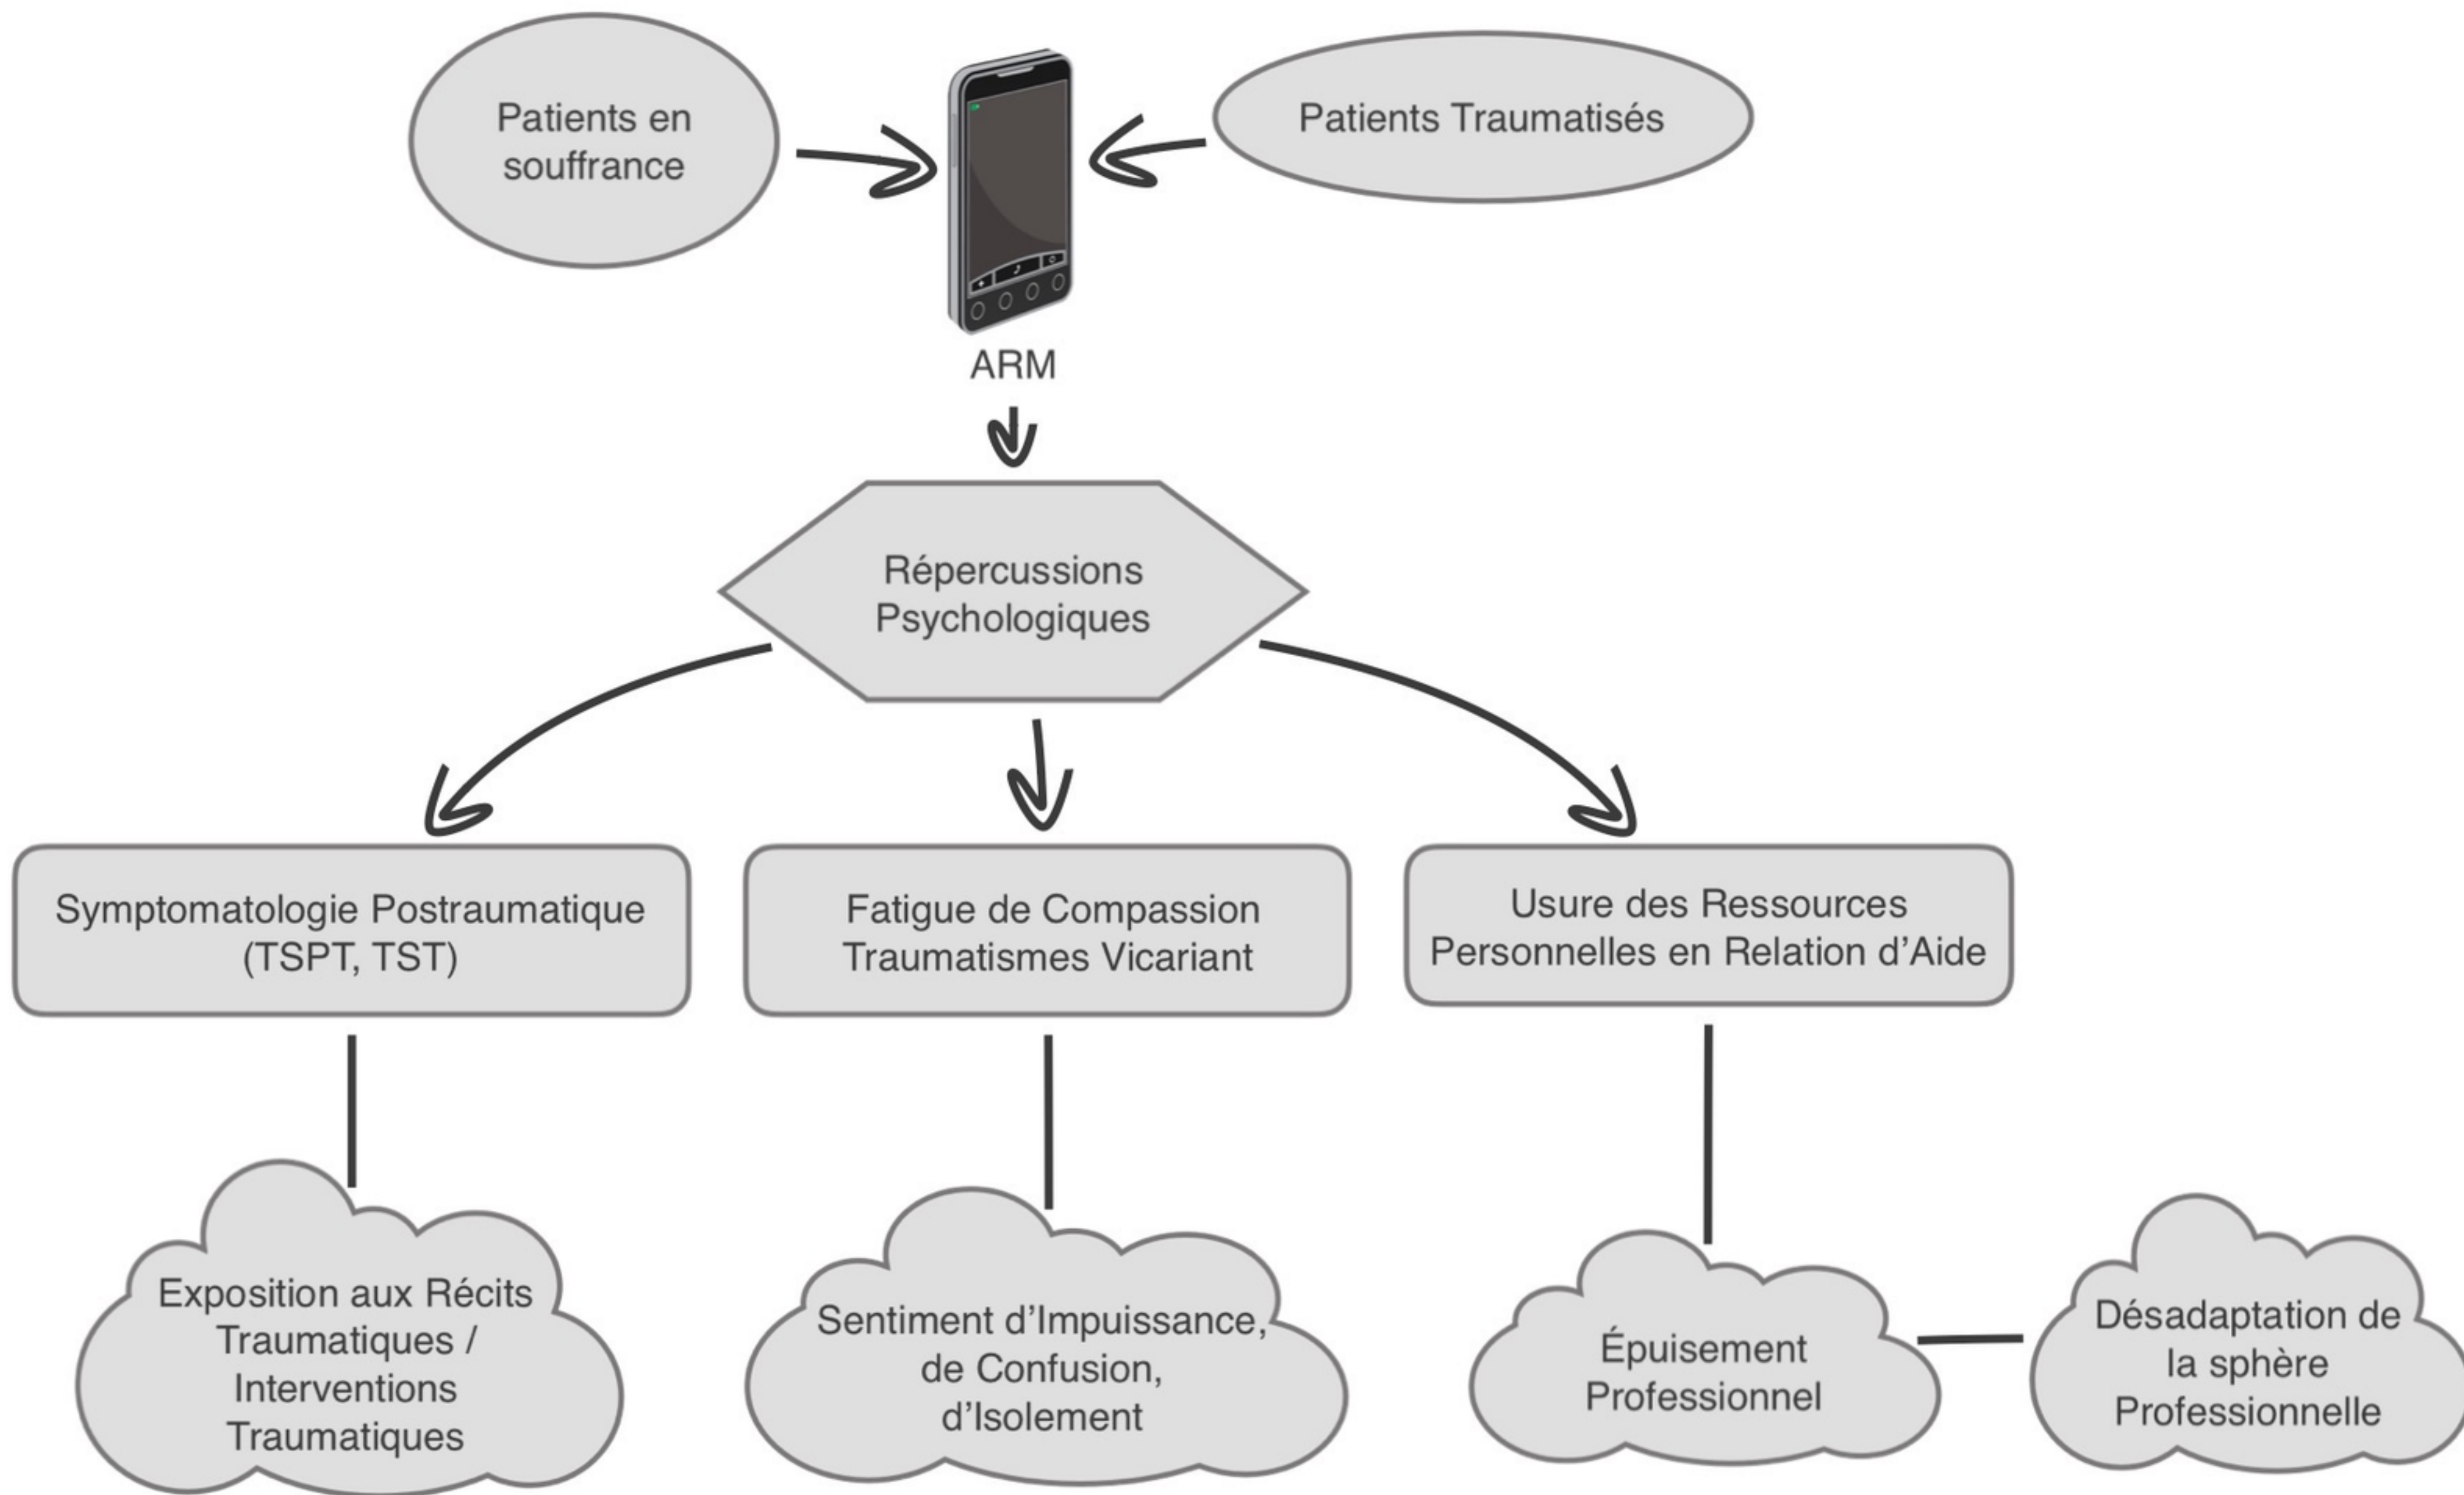 Patients en
souffrance
Patients Traumatisés
ARM
Répercussions
Psychologiques
Symptomatologie Postraumatique
(TSPT, TST)
Fatigue de Compassion
Traumatismes Vicariant
Usure des Ressources
Personnelles en Relation d'Aide
Exposition aux Récits
Traumatiques /
Interventions
Traumatiques
Sentiment d'Impuissance,
de Confusion,
d'Isolement
Épuisement
Professionnel
Désadaptation de
la sphère
Professionnelle